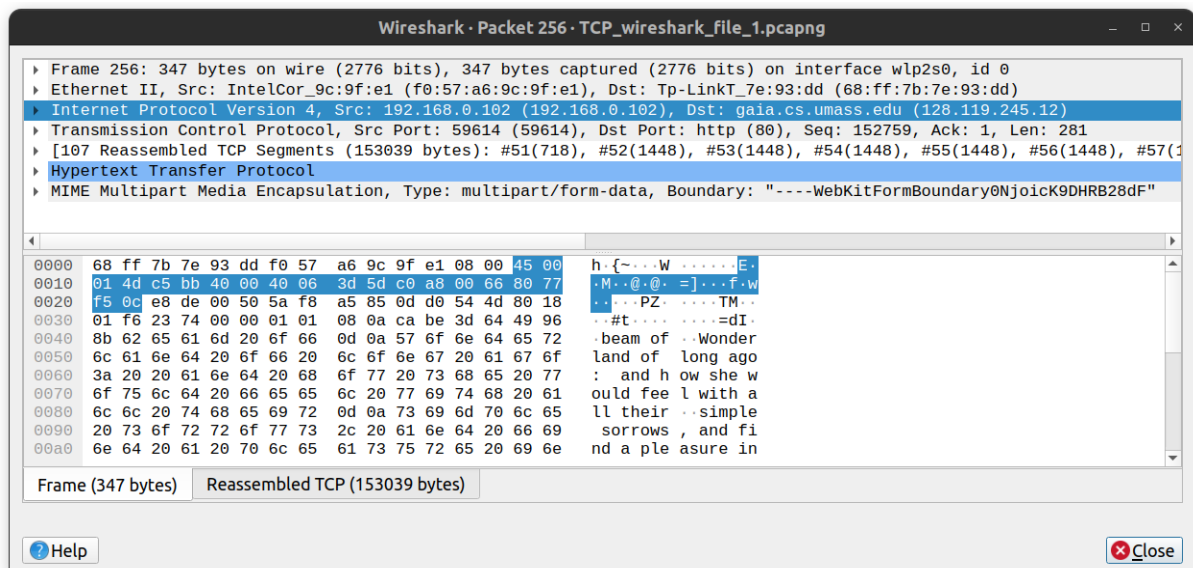 Wireshark · Packet 256 · TCP_wireshark_file_1.pcapng
Frame 256: 347 bytes on wire (2776 bits), 347 bytes captured (2776 bits) on interface wlp2s0, id 0
Ethernet II, Src: IntelCor_9c:9f:e1 (f0:57:a6:9c:9f:e1), Dst: Tp-LinkT_7e:93:dd (68:ff:7b:7e:93:dd)
Internet Protocol Version 4, Src: 192.168.0.102 (192.168.0.102), Dst: gaia.cs.umass.edu (128.119.245.12)
Transmission Control Protocol, Src Port: 59614 (59614), Dst Port: http (80), Seq: 152759, Ack: 1, Len: 281
[107 Reassembled TCP Segments (153039 bytes): #51(718), #52(1448), #53(1448), #54(1448), #55(1448), #56(1448), #57(1
Hypertext Transfer Protocol
MIME Multipart Media Encapsulation, Type: multipart/form-data, Boundary: "----WebKitFormBoundary0NjoicK9DHRB28dF"
0000 68 ff 7b 7e 93 dd f0 57 a6 9c 9f e1 08 00 45 00 h·{~···W ······E·
0010 01 4d c5 bb 40 00 40 06 3d 5d c0 a8 00 66 80 77 ·M··@·@· =]···f·w
0020 f5 0c e8 de 00 50 5a f8 a5 85 0d d0 54 4d 80 18 ·····PZ· ····TM··
0030 01 f6 23 74 00 00 01 01 08 0a ca be 3d 64 49 96 ··#t···· ····=dI·
0040 8b 62 65 61 6d 20 6f 66 0d 0a 57 6f 6e 64 65 72 ·beam of ··Wonder
0050 6c 61 6e 64 20 6f 66 20 6c 6f 6e 67 20 61 67 6f land of long ago
0060 3a 20 20 61 6e 64 20 68 6f 77 20 73 68 65 20 77 : and h ow she w
0070 6f 75 6c 64 20 66 65 65 6c 20 77 69 74 68 20 61 ould fee l with a
0080 6c 6c 20 74 68 65 69 72 0d 0a 73 69 6d 70 6c 65 ll their ··simple
0090 20 73 6f 72 72 6f 77 73 2c 20 61 6e 64 20 66 69 sorrows , and fi
00a0 6e 64 20 61 20 70 6c 65 61 73 75 72 65 20 69 6e nd a ple asure in
Frame (347 bytes) Reassembled TCP (153039 bytes)
Help Close